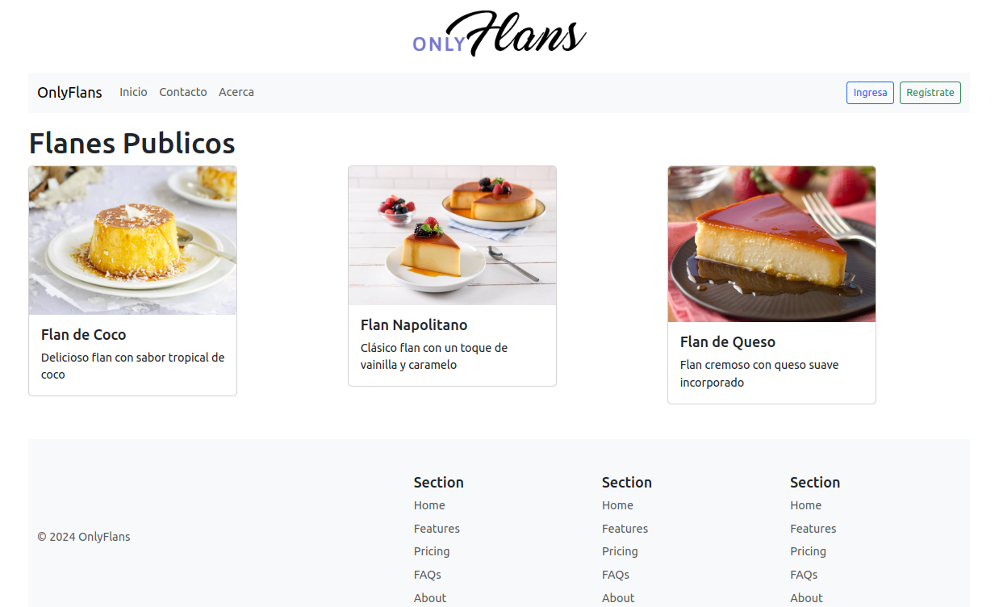 ONLY Flans
OnlyFlans Inicio Contacto Acerca Ingresa Regístrate
Flanes Publicos
Flan de Coco
Delicioso flan con sabor tropical de
coco
Flan Napolitano
Clásico flan con un toque de
vainilla y caramelo
Flan de Queso
Flan cremoso con queso suave
incorporado
© 2024 OnlyFlans
Section
Home
Features
Pricing
FAQs
About
Section
Home
Features
Pricing
FAQs
About
Section
Home
Features
Pricing
FAQs
About